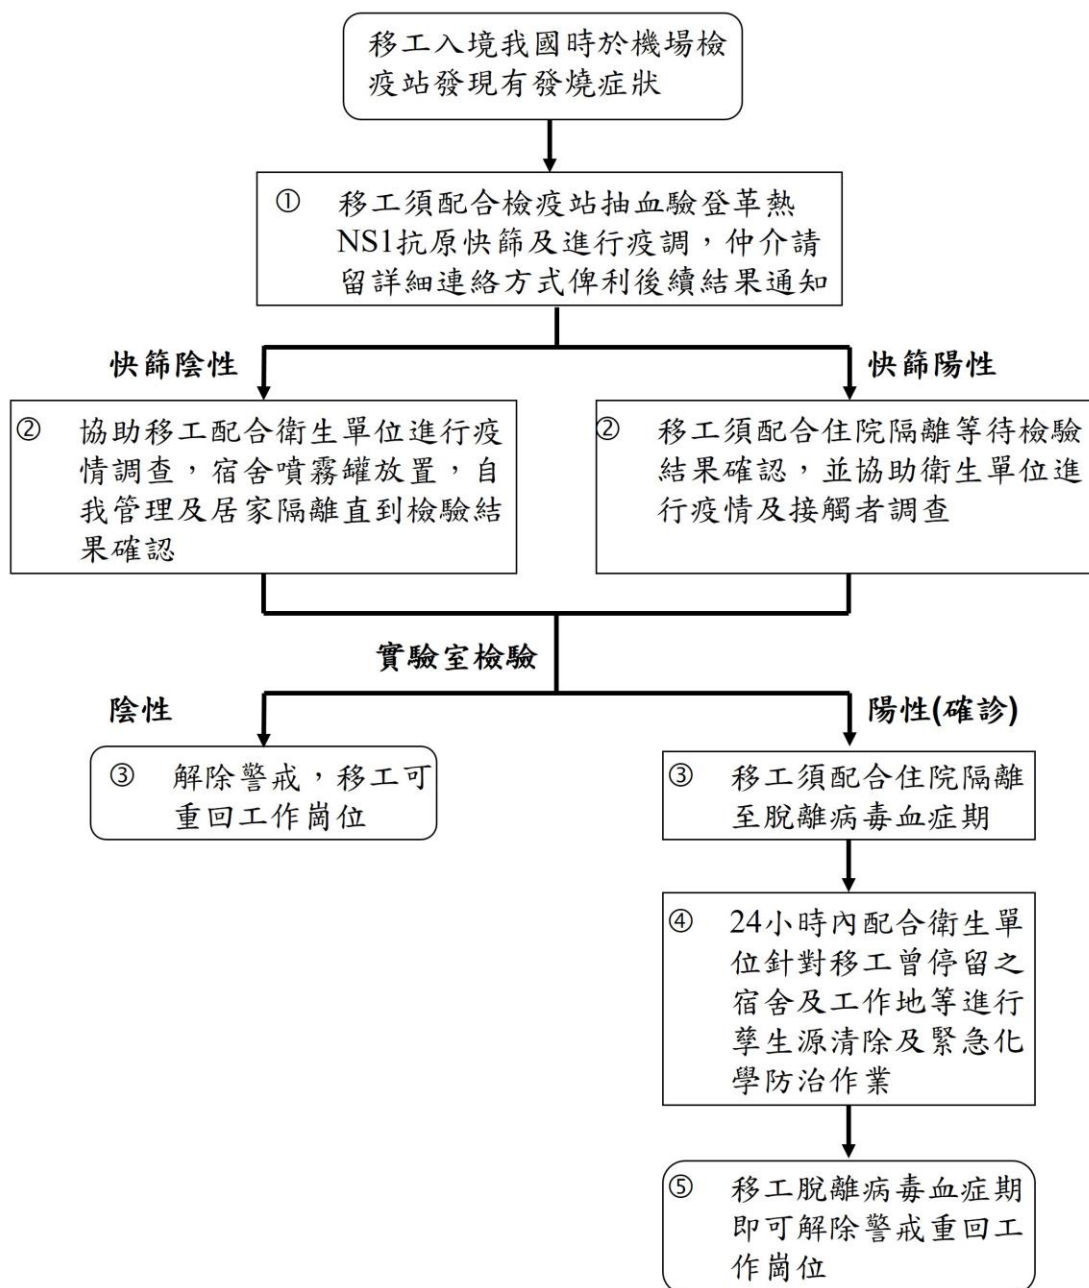 移工入境我國時於機場檢
疫站發現有發燒症狀
① 移工須配合檢疫站抽血驗登革熱
NS1抗原快篩及進行疫調，仲介請
留詳細連絡方式俾利後續結果通知
快篩陰性
快篩陽性
② 協助移工配合衛生單位進行疫
情調查，宿舍噴霧罐放置，自
我管理及居家隔離直到檢驗結
果確認
② 移工須配合住院隔離等待檢驗
結果確認，並協助衛生單位進
行疫情及接觸者調查
實驗室檢驗
陰性
陽性(確診)
③ 解除警戒，移工可
重回工作崗位
③ 移工須配合住院隔離
至脫離病毒血症期
④ 24小時內配合衛生單
位針對移工曾停留之
宿舍及工作地等進行
孳生源清除及緊急化
學防治作業
⑤ 移工脫離病毒血症期
即可解除警戒重回工
作崗位